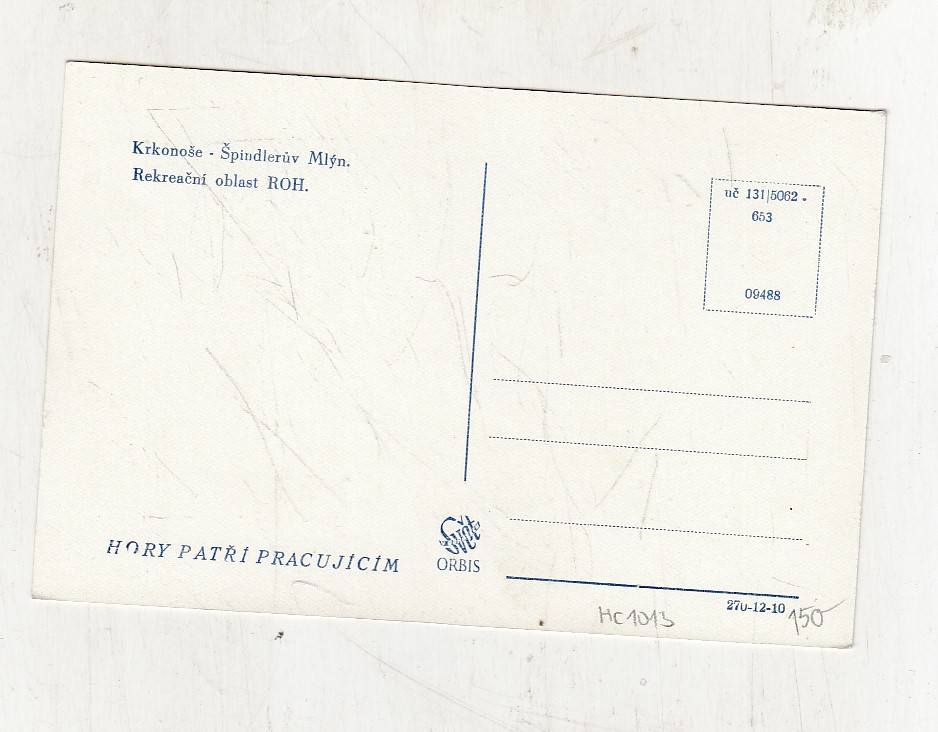 Krkonoše - Špindlerův Mlýn.
Rekreační oblast ROH.
uč 131|5062 -
653
09488
HORY PATŘÍ PRACUJÍCÍM
Svět
ORBIS
270-12-10
HC1013
150